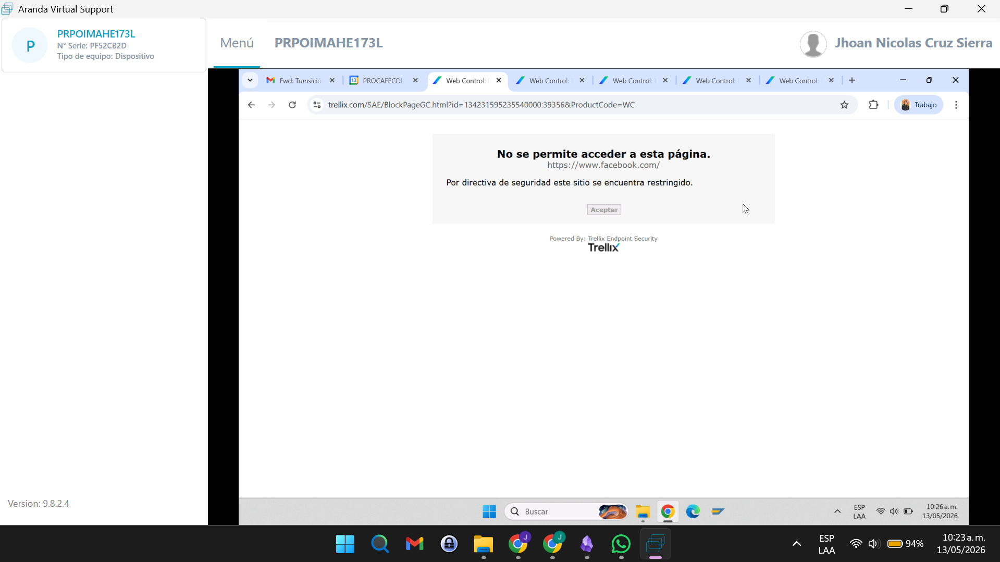 Aranda Virtual Support
P
PRPOIMAHE173L
N° Serie: PF52CB2D
Tipo de equipo: Dispositivo
Menú
PRPOIMAHE173L
Jhoan Nicolas Cruz Sierra
Fwd: Transició
13
PROCAFECOL
Web Control:
Web Control:
Web Control:
Web Control:
Web Control:
trellix.com/SAE/BlockPageGC.html?id=134231595235540000:39356&ProductCode=WC
Trabajo
No se permite acceder a esta página.
https://www.facebook.com/
Por directiva de seguridad este sitio se encuentra restringido.
Aceptar
Powered By: Trellix Endpoint Security
Trellix
Version: 9.8.2.4
Buscar
ESP
LAA
10:26 a. m.
13/05/2026
J
J
ESP
LAA
94%
10:23 a. m.
13/05/2026